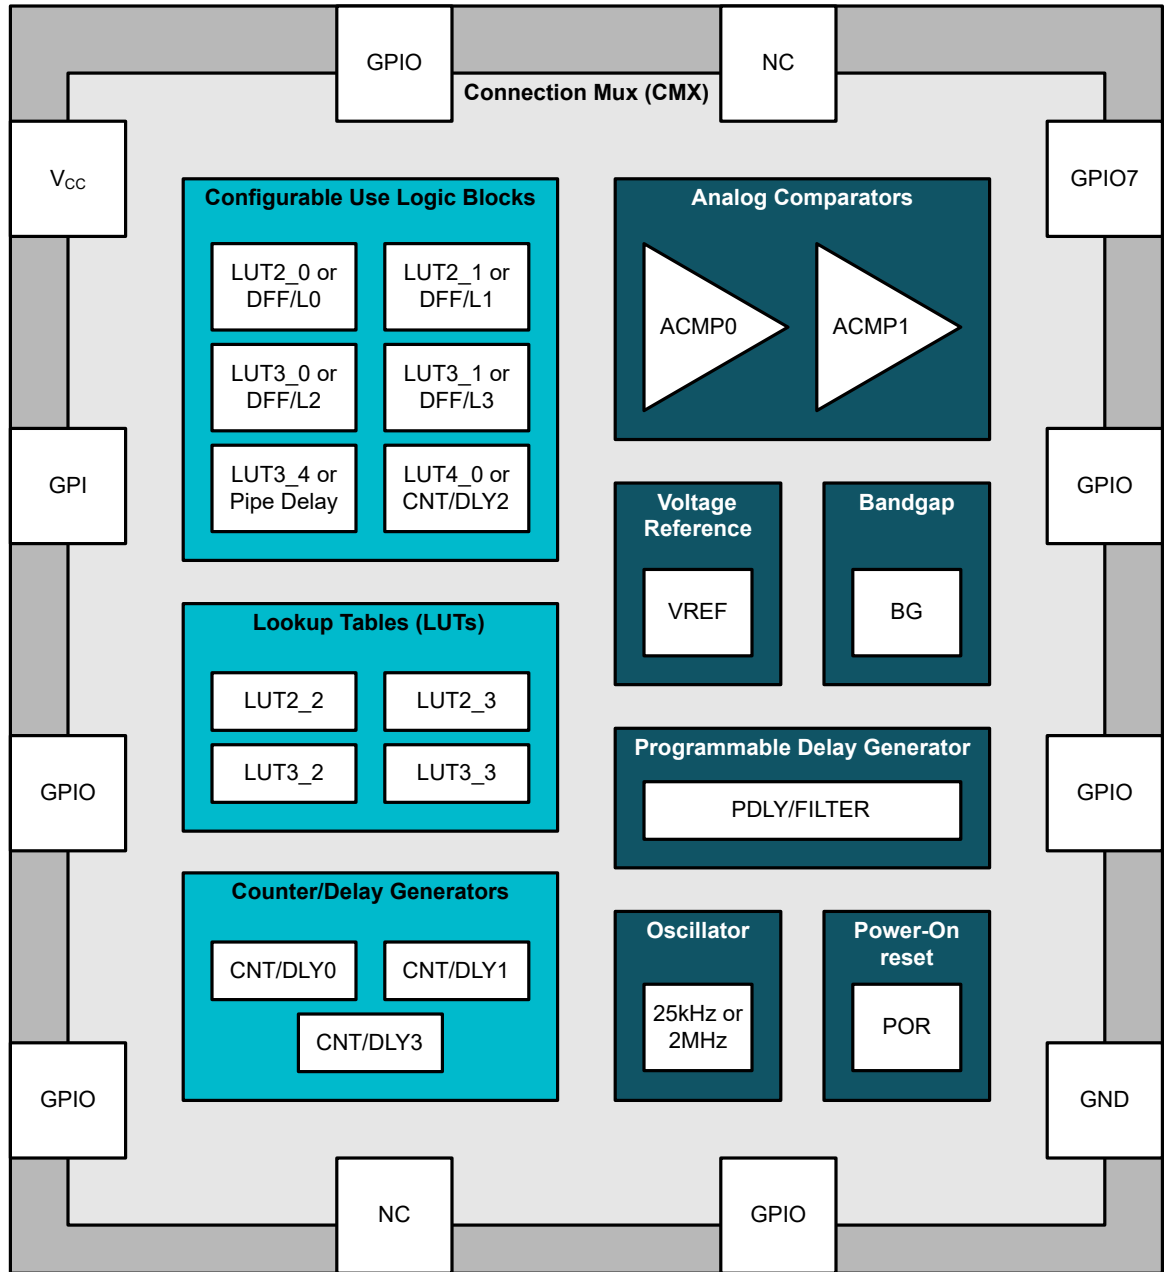 GPIO
NC
Connection Mux (CMX)
VCC
GPIO7
Configurable Use Logic Blocks
LUT2_0 or
DFF/L0
LUT2_1 or
DFF/L1
LUT3_0 or
DFF/L2
LUT3_1 or
DFF/L3
LUT3_4 or
Pipe Delay
LUT4_0 or
CNT/DLY2
Analog Comparators
ACMP0
ACMP1
GPI
GPIO
Voltage
Reference
VREF
Bandgap
BG
Lookup Tables (LUTs)
LUT2_2
LUT2_3
LUT3_2
LUT3_3
Programmable Delay Generator
PDLY/FILTER
GPIO
GPIO
Counter/Delay Generators
CNT/DLY0
CNT/DLY1
CNT/DLY3
Oscillator
25kHz or
2MHz
Power-On
reset
POR
GPIO
GND
NC
GPIO